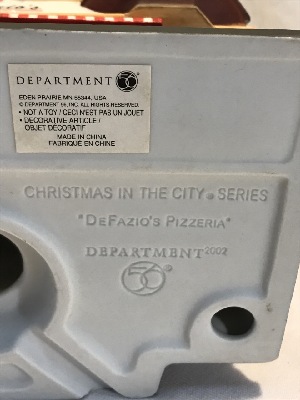 DEPARTMENT 56®
EDEN PRAIRIE MN 55344, USA
© DEPARTMENT 56, INC. ALL RIGHTS RESERVED.
• NOT A TOY / CECI N'EST PAS UN JOUET
• DECORATIVE ARTICLE /
OBJET DÉCORATIF
MADE IN CHINA
FABRIQUÉ EN CHINE
CHRISTMAS IN THE CITY® SERIES
"DEFAZIO'S PIZZERIA"
DEPARTMENT 2002
56®